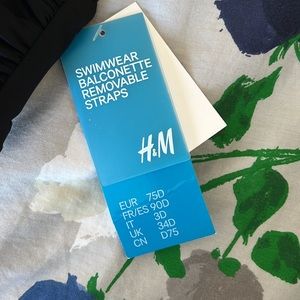 SWIMWEAR
BALCONETTE
REMOVABLE
STRAPS
H&M
EUR 75D
FR/ES 90D
IT 3D
UK 34D
CN D75